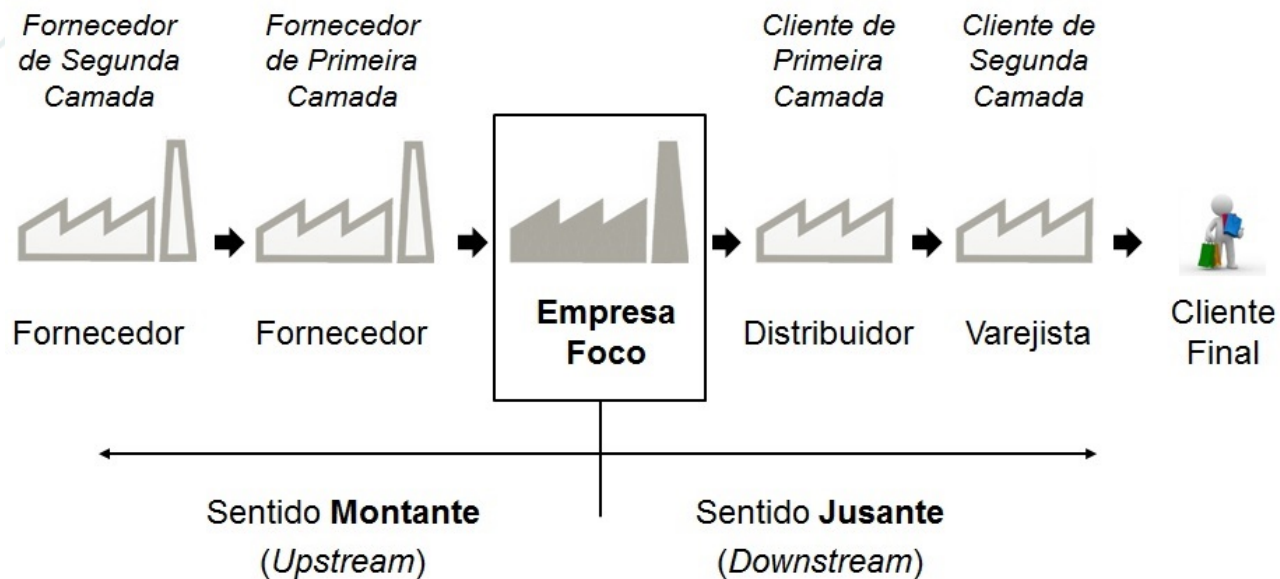 Fornecedor
de Segunda
Camada
Fornecedor
de Primeira
Camada
Cliente de
Primeira
Camada
Cliente de
Segunda
Camada
Fornecedor
Fornecedor
Empresa
Foco
Distribuidor
Varejista
Cliente
Final
Sentido Montante
(Upstream)
Sentido Jusante
(Downstream)